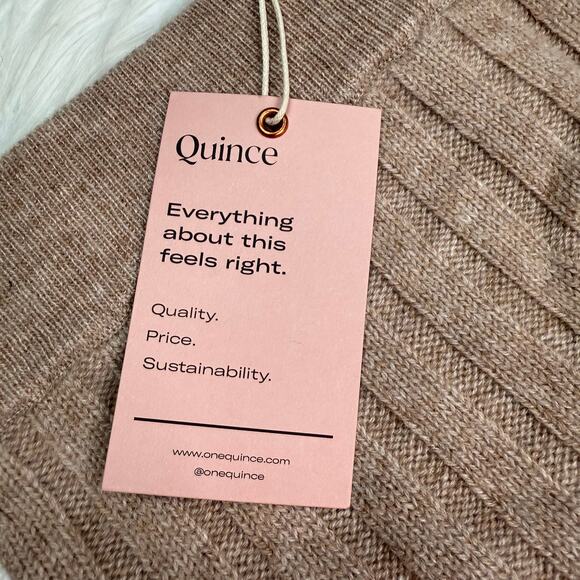 Quince
Everything
about this
feels right.
Quality.
Price.
Sustainability.
www.onequince.com
@onequince